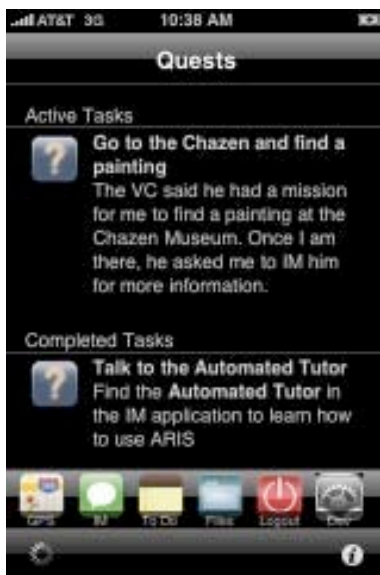 AT&T 3G 10:38 AM
Quests
Active Tasks
Go to the Chazen and find a
painting
The VC said he had a mission
for me to find a painting at the
Chazen Museum. Once I am
there, he asked me to IM him
for more information.
Completed Tasks
Talk to the Automated Tutor
Find the Automated Tutor in
the IM application to learn how
to use ARIS
GPS IM To Do Files Logout Dev